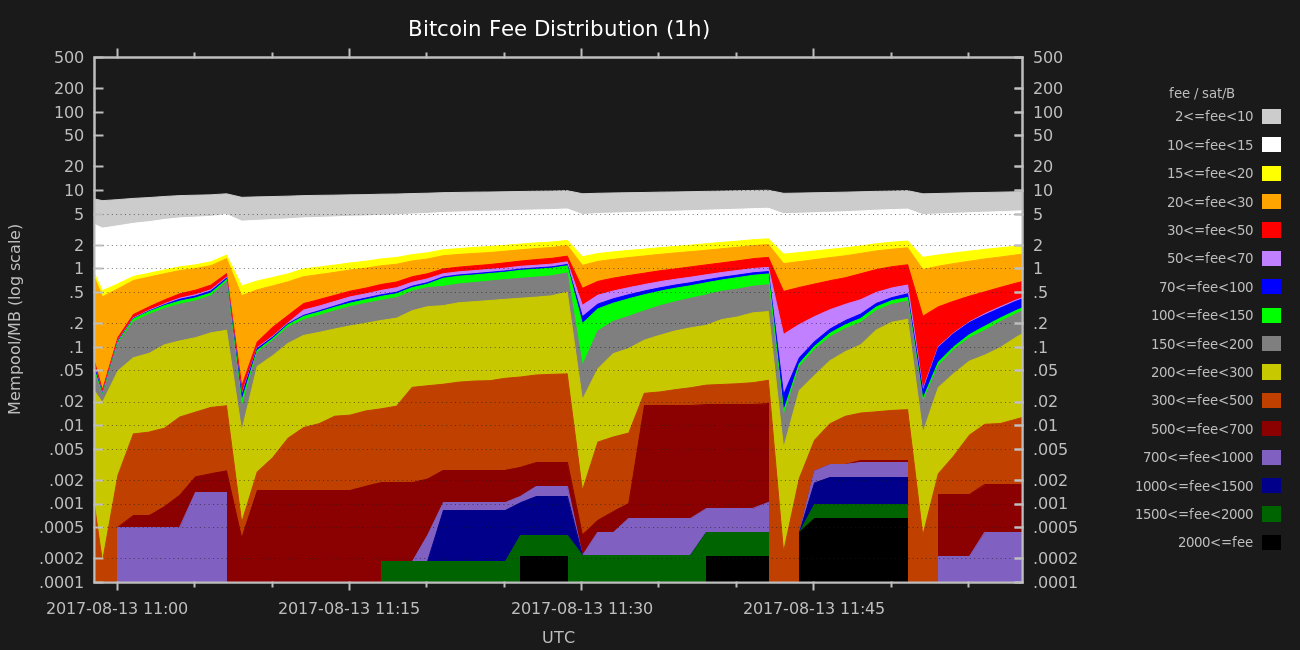 Bitcoin Fee Distribution (1h)
500
200
100
50
20
10
5
2
1
.5
.2
.1
.05
.02
.01
.005
.002
.001
.0005
.0002
.0001
Mempool/MB (log scale)
500
200
100
50
20
10
5
2
1
.5
.2
.1
.05
.02
.01
.005
.002
.001
.0005
.0002
.0001
2017-08-13 11:00
2017-08-13 11:15
2017-08-13 11:30
2017-08-13 11:45
UTC
fee / sat/B
2<=fee<10
10<=fee<15
15<=fee<20
20<=fee<30
30<=fee<50
50<=fee<70
70<=fee<100
100<=fee<150
150<=fee<200
200<=fee<300
300<=fee<500
500<=fee<700
700<=fee<1000
1000<=fee<1500
1500<=fee<2000
2000<=fee